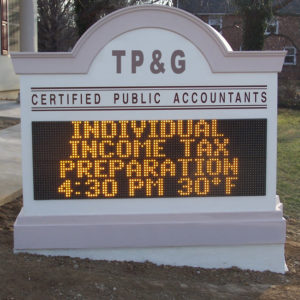 TP&G
CERTIFIED PUBLIC ACCOUNTANTS
INDIVIDUAL
INCOME TAX
PREPARATION
4:30 PM 30°F